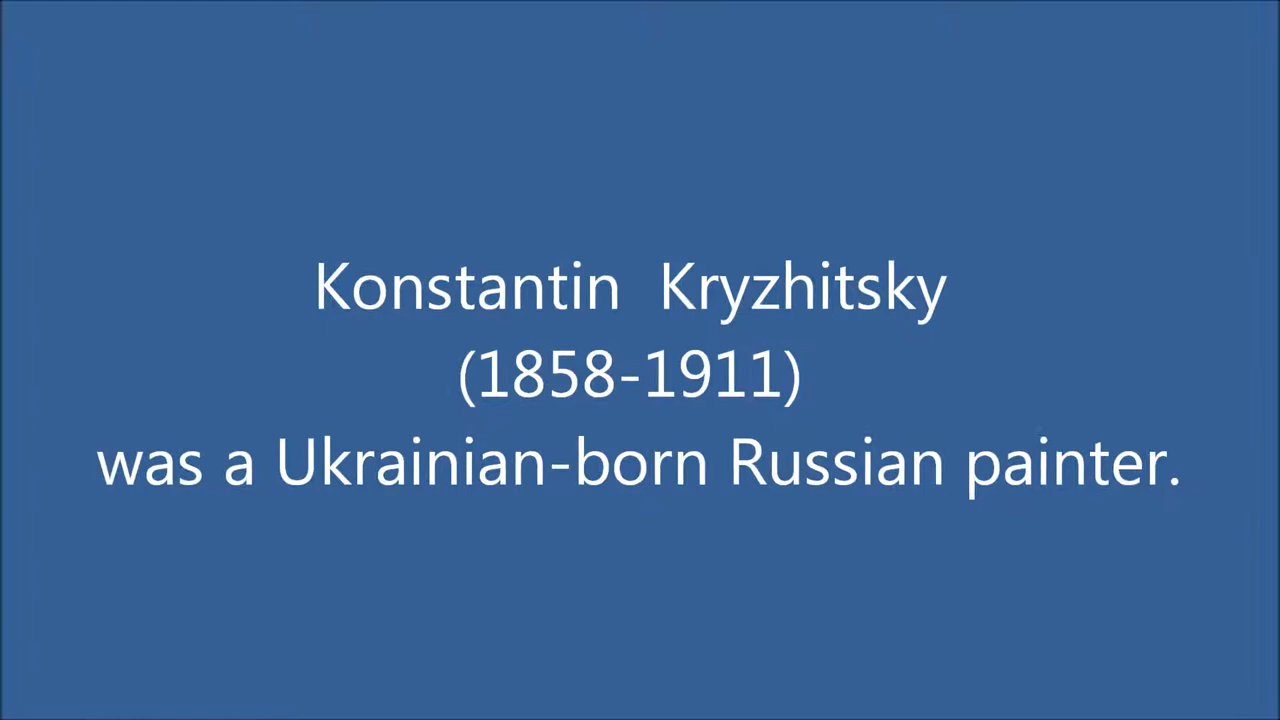 Konstantin  Kryzhitsky
(1858-1911)
was a Ukrainian-born Russian painter.